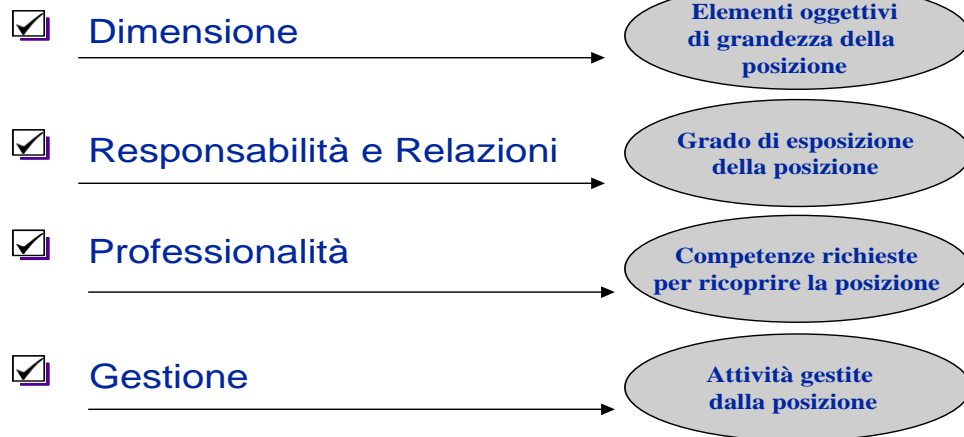 Dimensione
Elementi oggettivi
di grandezza della
posizione
Responsabilità e Relazioni
Grado di esposizione
della posizione
Professionalità
Competenze richieste
per ricoprire la posizione
Gestione
Attività gestite
dalla posizione